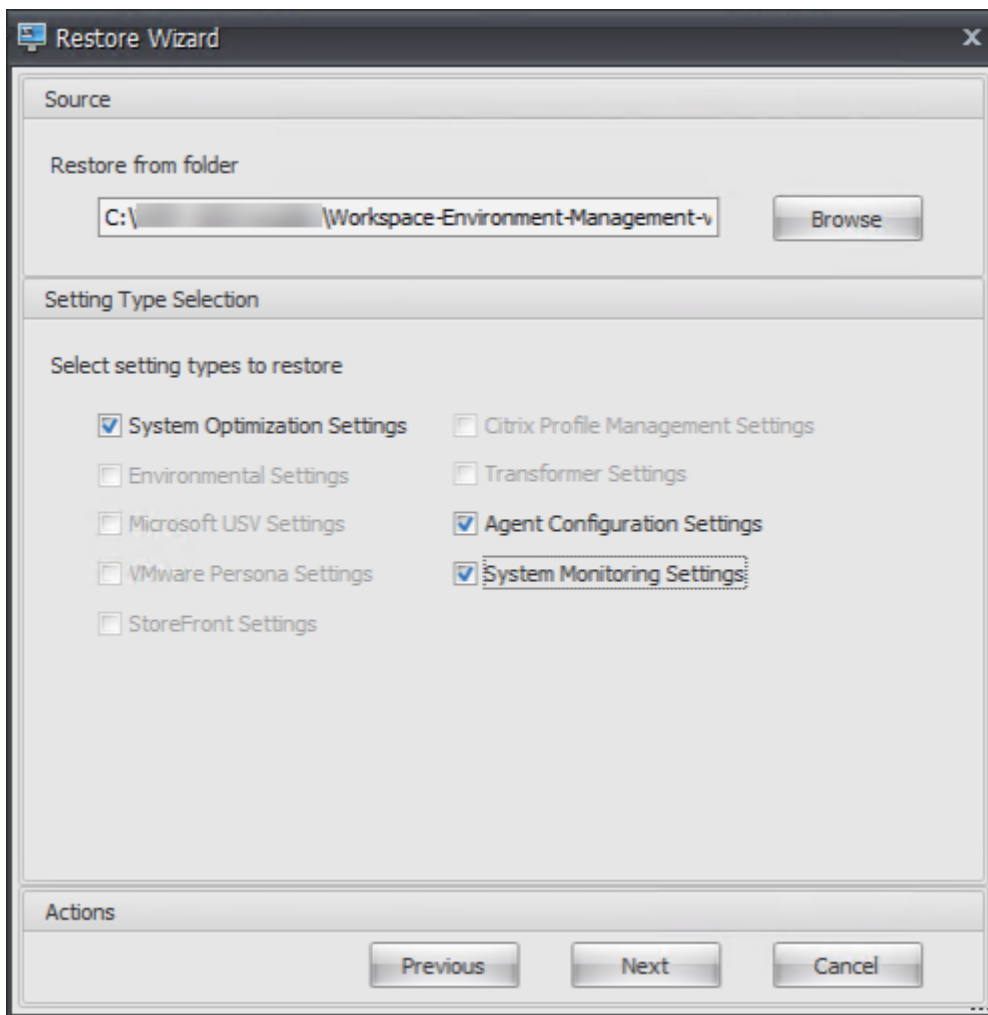 Restore Wizard
x
Source
Restore from folder
C:\ \Workspace-Environment-Management-v
Browse
Setting Type Selection
Select setting types to restore
System Optimization Settings
Citrix Profile Management Settings
Environmental Settings
Transformer Settings
Microsoft USV Settings
Agent Configuration Settings
VMware Persona Settings
System Monitoring Settings
StoreFront Settings
Actions
Previous
Next
Cancel